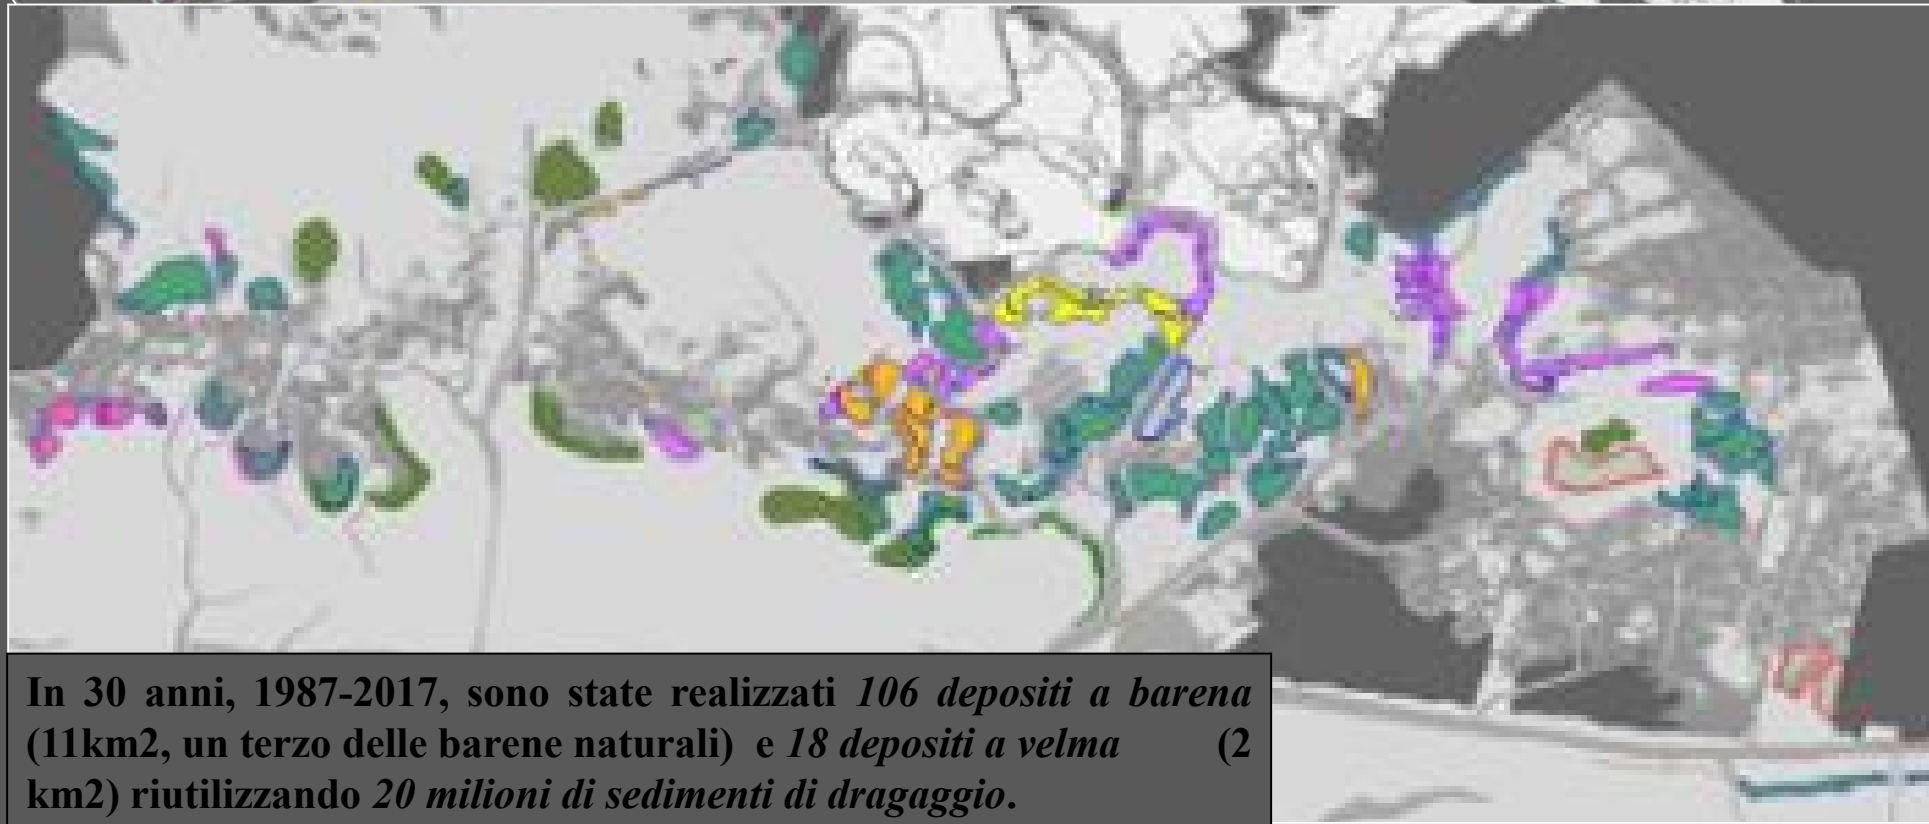 In 30 anni, 1987-2017, sono state realizzati 106 depositi a barena
(11km2, un terzo delle barene naturali) e 18 depositi a velma (2
km2) riutilizzando 20 milioni di sedimenti di dragaggio.